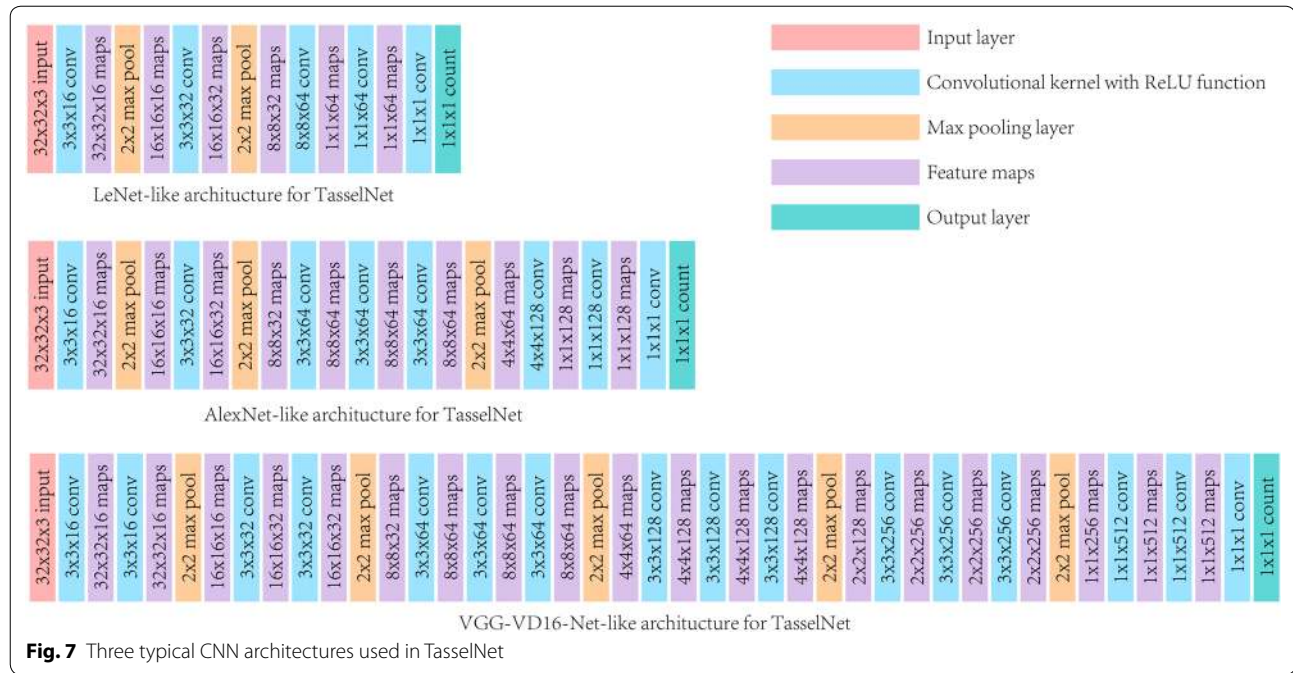 32x32x3 input
3x3x16 conv
32x32x16 maps
2x2 max pool
16x16x16 maps
3x3x32 conv
16x16x32 maps
2x2 max pool
8x8x32 maps
8x8x64 conv
1x1x64 maps
1x1x64 conv
1x1x64 maps
1x1x1 conv
1x1x1 count
LeNet-like architucture for TasselNet
Input layer
Convolutional kernel with ReLU function
Max pooling layer
Feature maps
Output layer
32x32x3 input
3x3x16 conv
32x32x16 maps
2x2 max pool
16x16x16 maps
3x3x32 conv
16x16x32 maps
2x2 max pool
8x8x32 maps
3x3x64 conv
8x8x64 maps
3x3x64 conv
8x8x64 maps
3x3x64 conv
8x8x64 maps
2x2 max pool
4x4x64 maps
4x4x128 conv
1x1x128 maps
1x1x128 conv
1x1x128 maps
1x1x1 conv
1x1x1 count
AlexNet-like architucture for TasselNet
32x32x3 input
3x3x16 conv
32x32x16 maps
3x3x16 conv
32x32x16 maps
2x2 max pool
16x16x16 maps
3x3x32 conv
16x16x32 maps
3x3x32 conv
16x16x32 maps
2x2 max pool
8x8x32 maps
3x3x64 conv
8x8x64 maps
3x3x64 conv
8x8x64 maps
3x3x64 conv
8x8x64 maps
2x2 max pool
4x4x64 maps
3x3x128 conv
4x4x128 maps
3x3x128 conv
4x4x128 maps
3x3x128 conv
4x4x128 maps
2x2 max pool
2x2x128 maps
3x3x256 conv
2x2x256 maps
3x3x256 conv
2x2x256 maps
3x3x256 conv
2x2x256 maps
2x2 max pool
1x1x256 maps
1x1x512 conv
1x1x512 maps
1x1x512 conv
1x1x512 maps
1x1x1 conv
1x1x1 count
VGG-VD16-Net-like architucture for TasselNet
Fig. 7 Three typical CNN architectures used in TasselNet